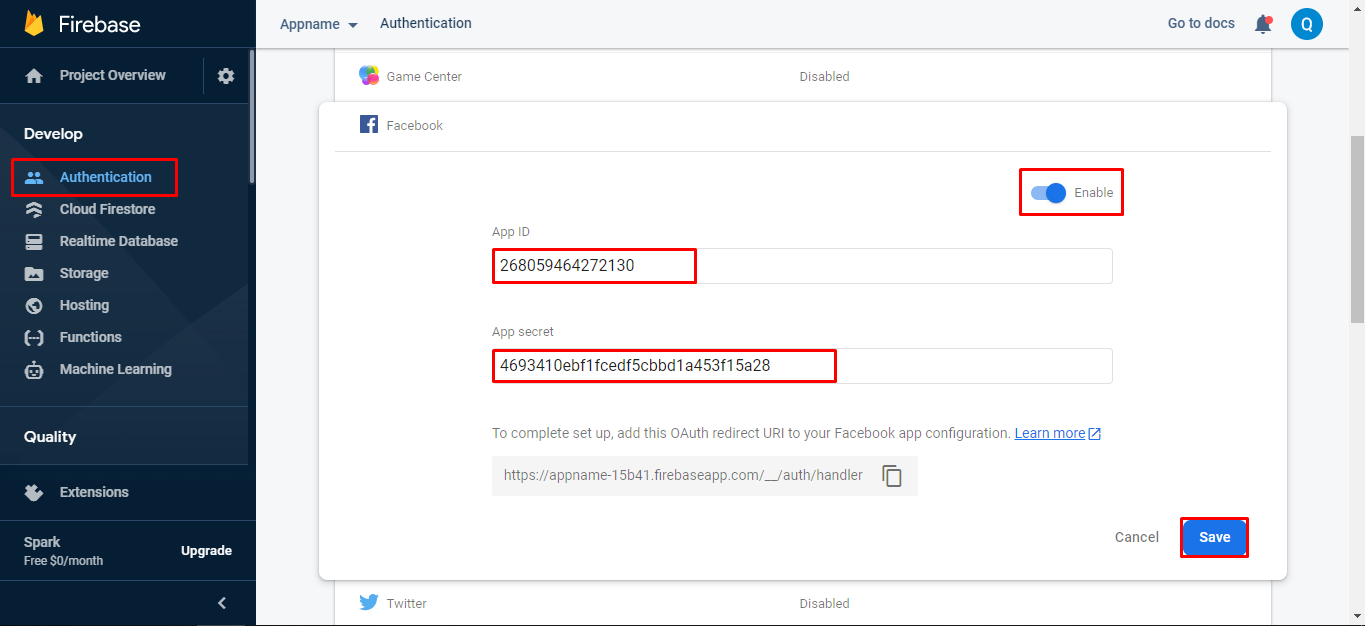 Firebase
Appname
Authentication
Go to docs
Q
Project Overview
Develop
Authentication
Cloud Firestore
Realtime Database
Storage
Hosting
Functions
Machine Learning
Quality
Extensions
Spark
Free $0/month
Upgrade
Game Center Disabled
Facebook
Enable
App ID
268059464272130
App secret
4693410ebf1fcedf5cbbd1a453f15a28
To complete set up, add this OAuth redirect URI to your Facebook app configuration. Learn more
https://appname-15b41.firebaseapp.com/__/auth/handler
Cancel
Save
Twitter Disabled